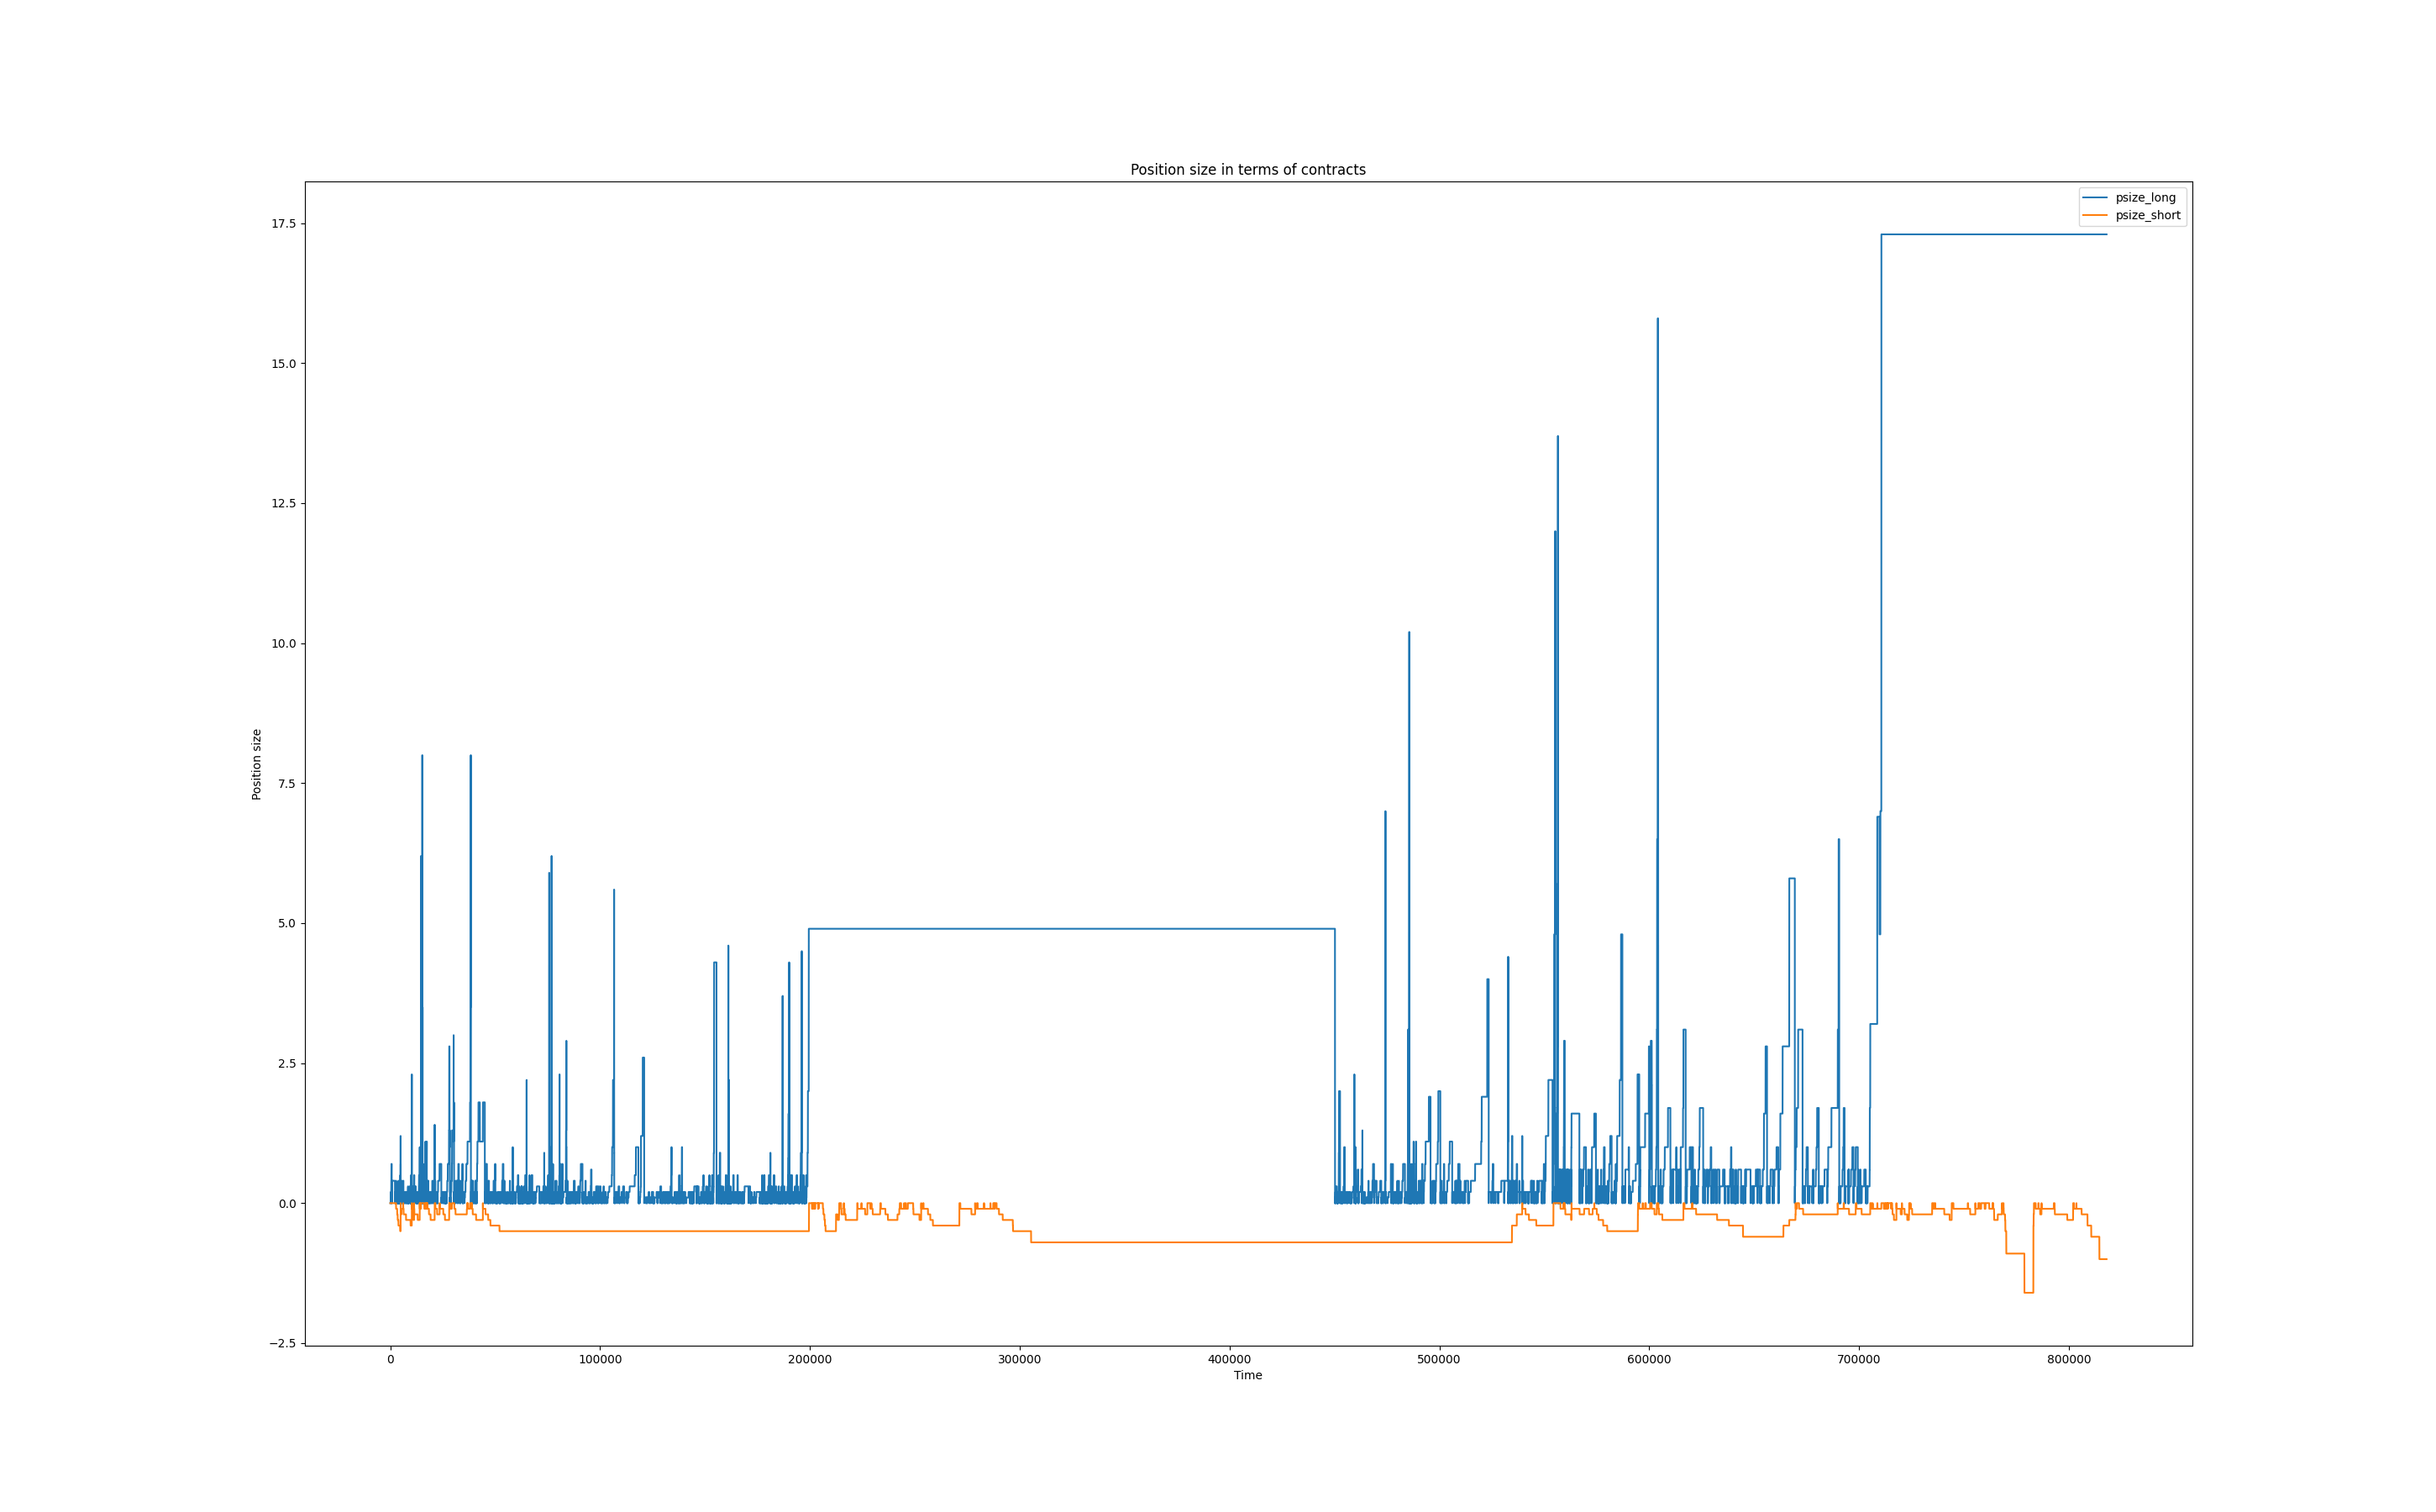 Position size in terms of contracts
psize_long
psize_short
17.5
15.0
12.5
10.0
7.5
5.0
2.5
0.0
−2.5
Position size
0 100000 200000 300000 400000 500000 600000 700000 800000
Time